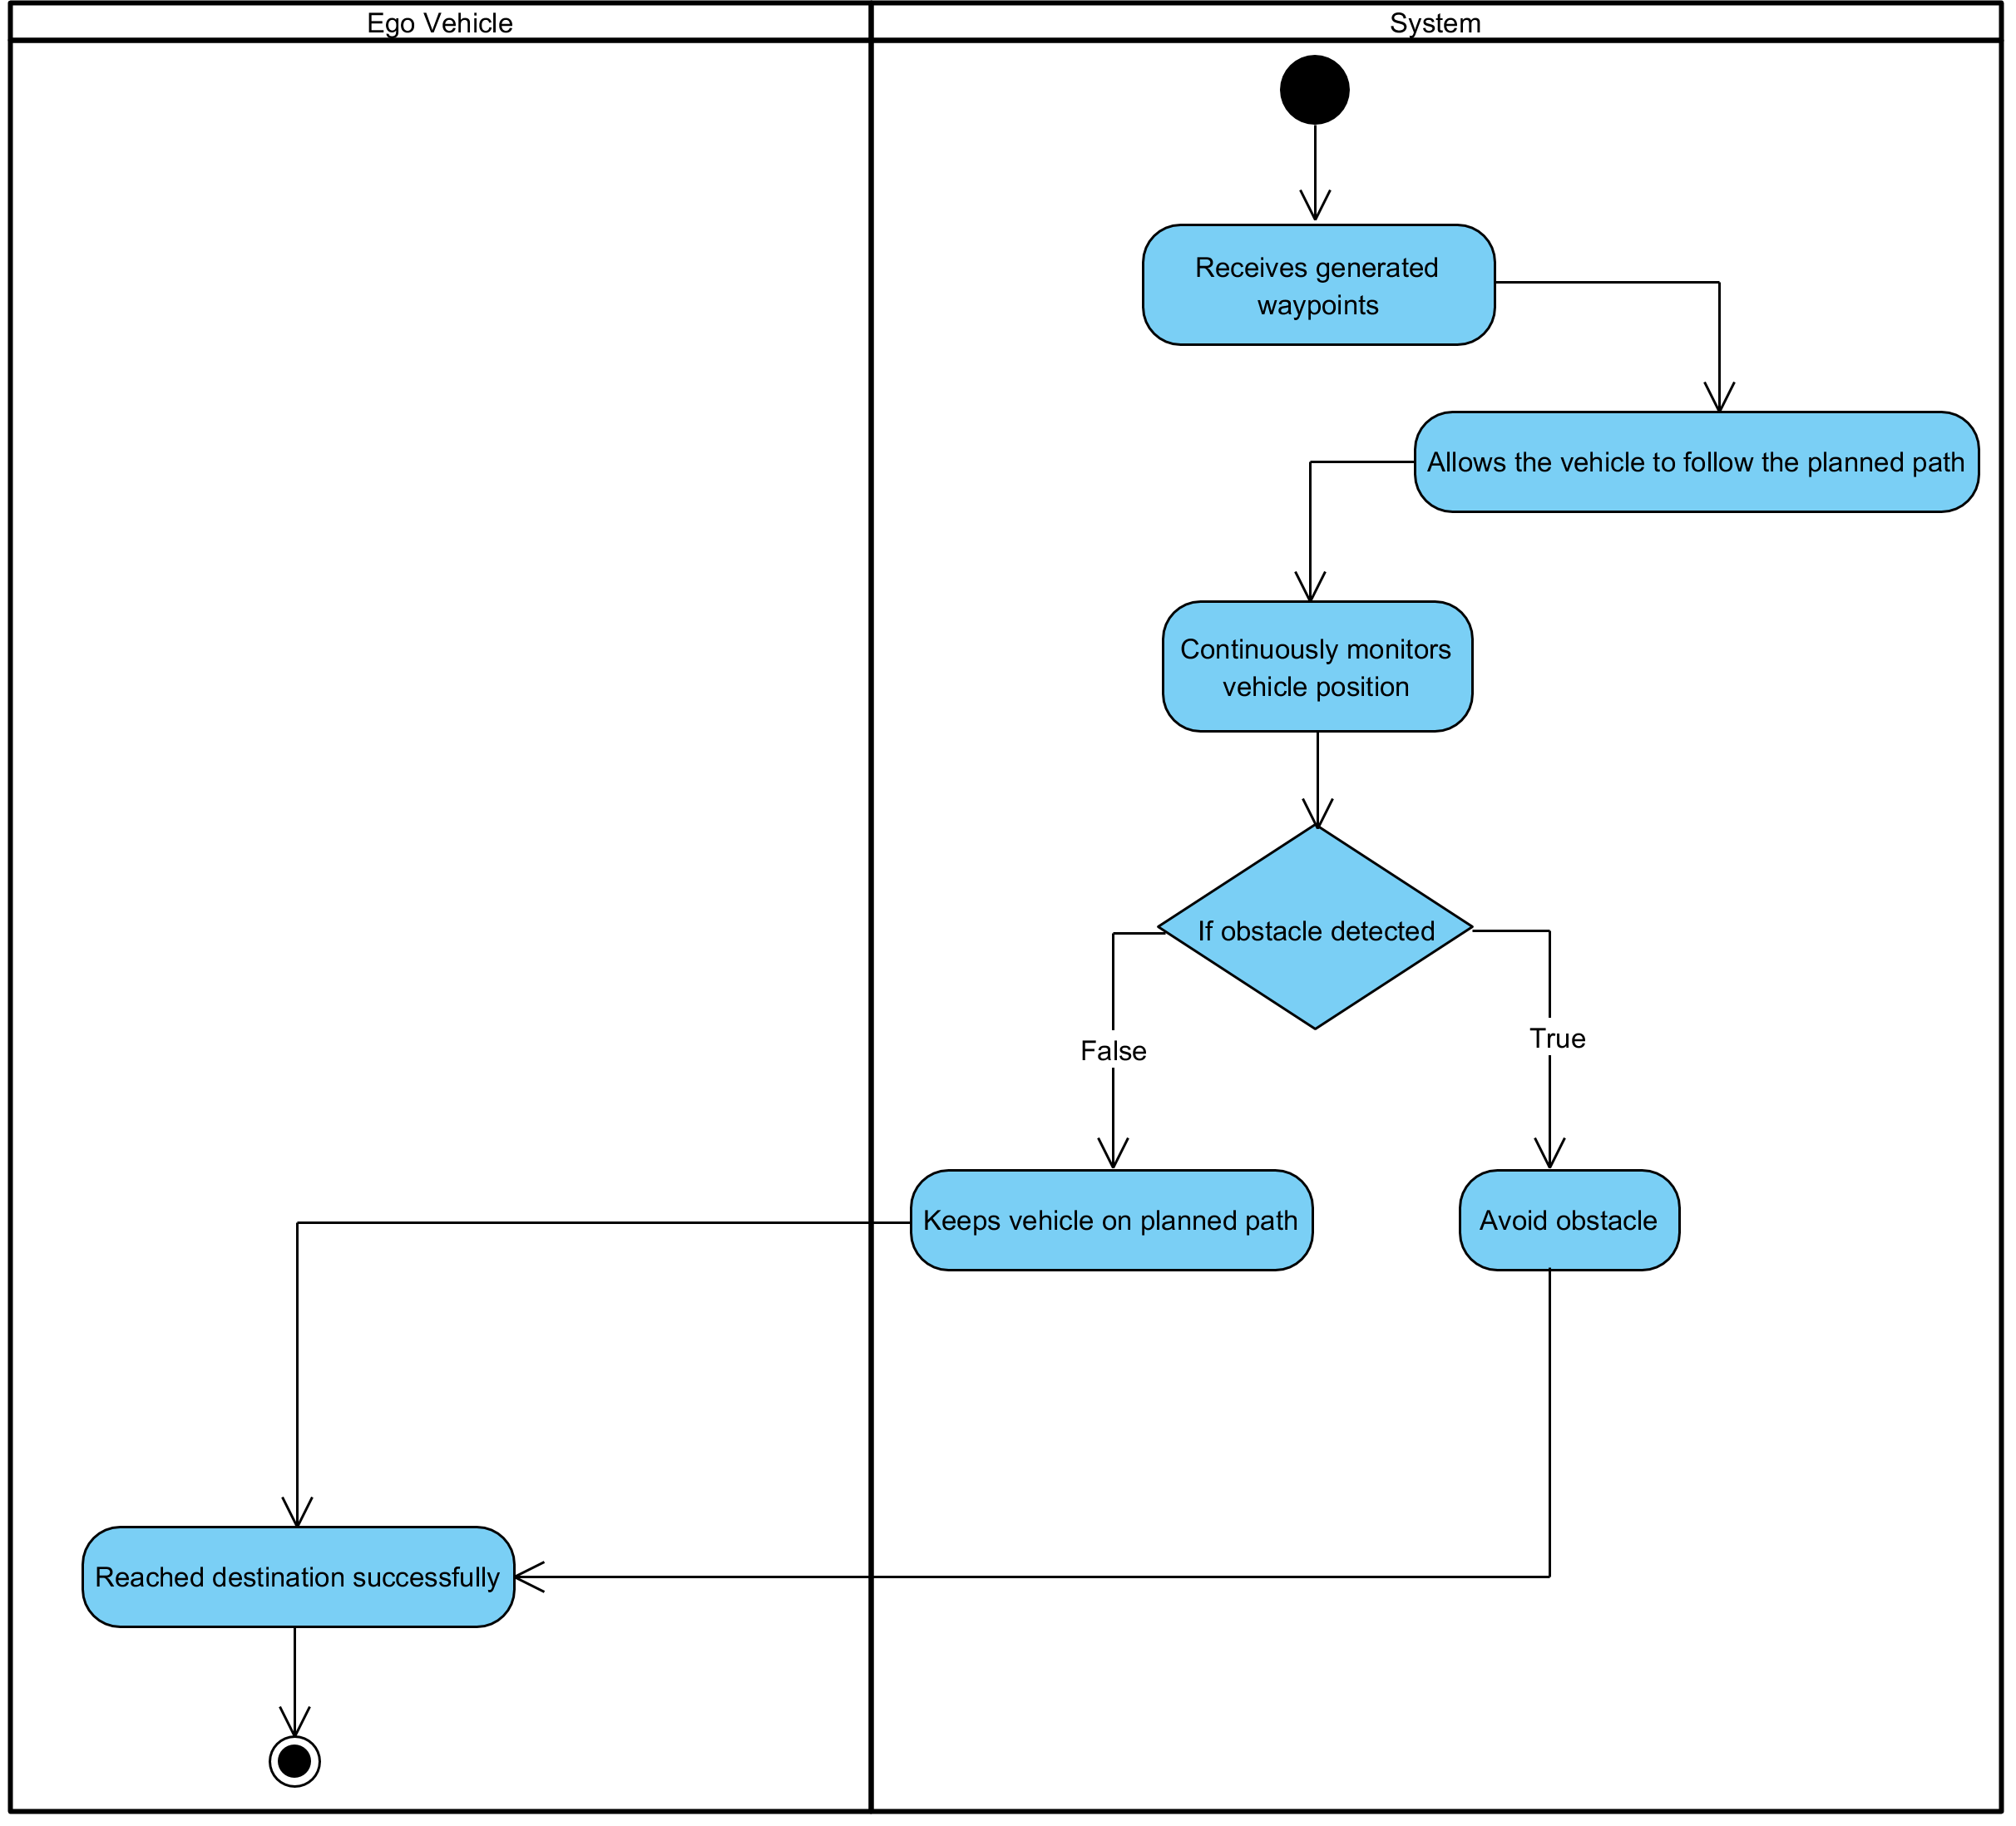 Ego Vehicle
System
Receives generated
waypoints
Allows the vehicle to follow the planned path
Continuously monitors
vehicle position
If obstacle detected
False
True
Keeps vehicle on planned path
Avoid obstacle
Reached destination successfully